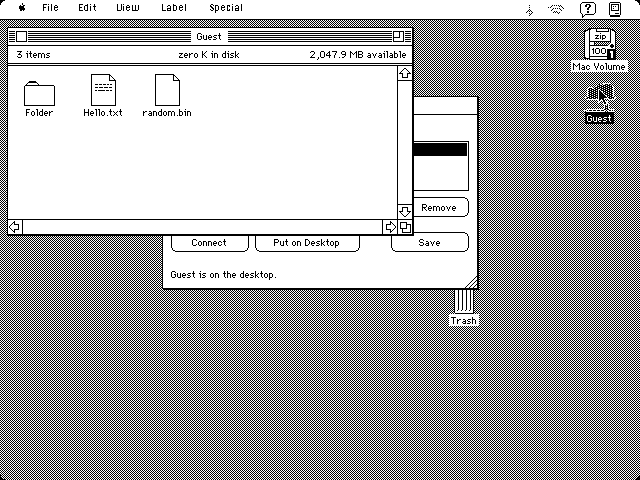 File Edit View Label Special
Guest
3 items zero K in disk 2,047.9 MB available
Folder Hello.txt random.bin
zip
100
Mac Volume
Guest
Remove
Connect Put on Desktop Save
Guest is on the desktop.
Trash